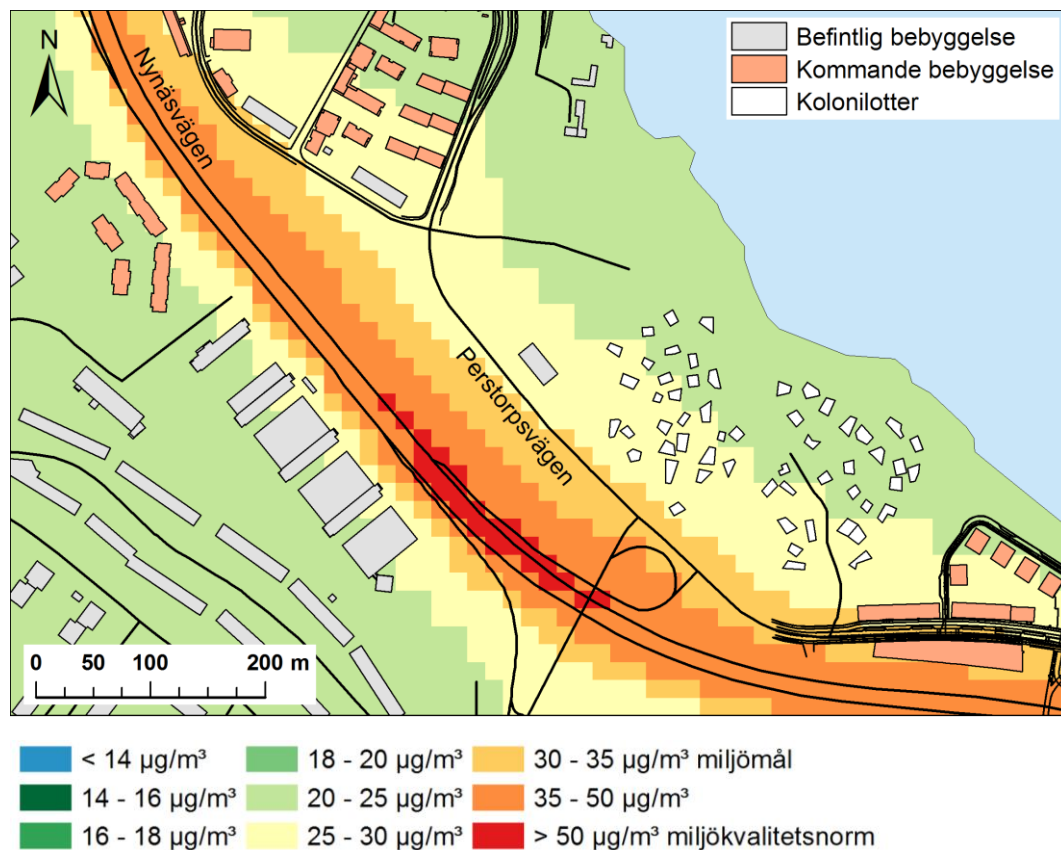 N
Nynäsvägen
Befintlig bebyggelse
Kommande bebyggelse
Kolonilotter
Perstorpsvägen
0 50 100 200 m
< 14 µg/m³
14 - 16 µg/m³
16 - 18 µg/m³
18 - 20 µg/m³
20 - 25 µg/m³
25 - 30 µg/m³
30 - 35 µg/m³ miljömål
35 - 50 µg/m³
> 50 µg/m³ miljökvalitetsnorm